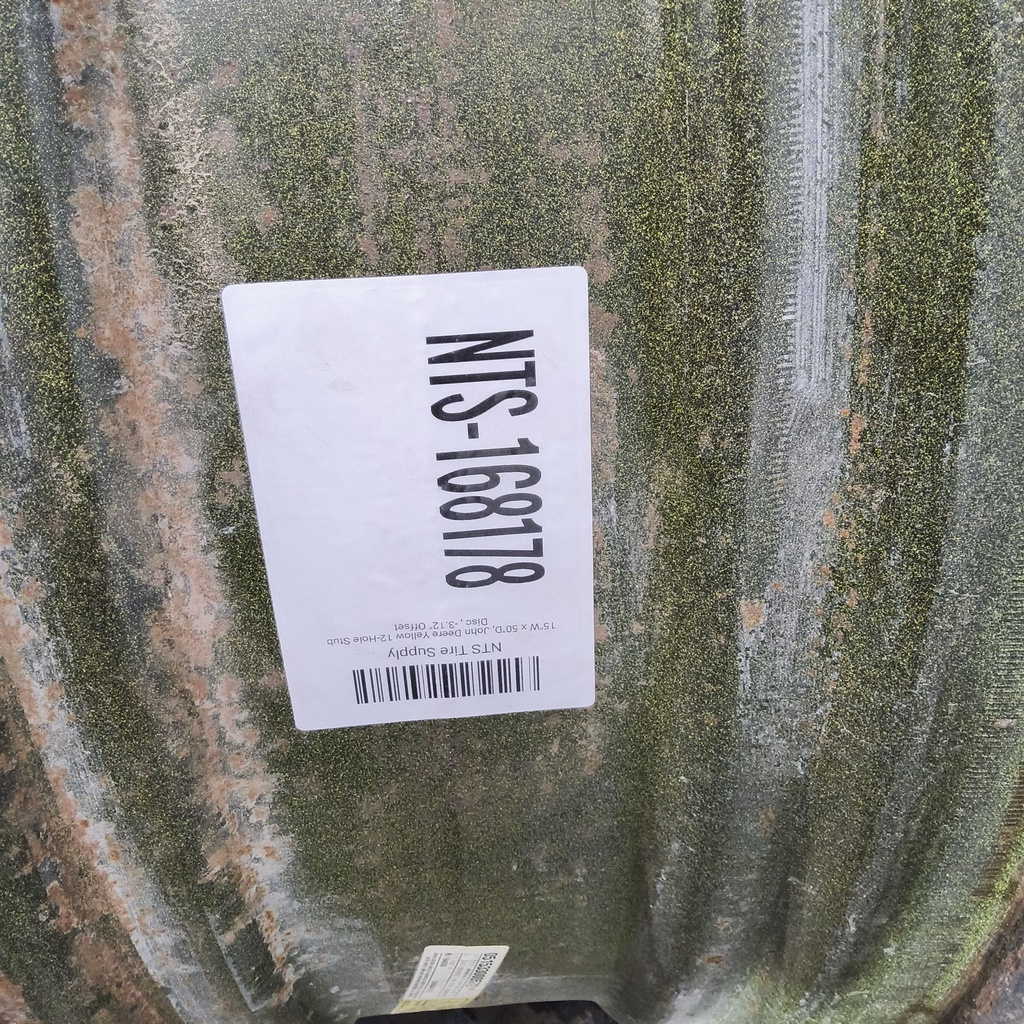 NTS-168178
NTS Tire Supply
15"W x 50"D, John Deere Yellow 12-Hole Stub
Disc, -3.12" Offset